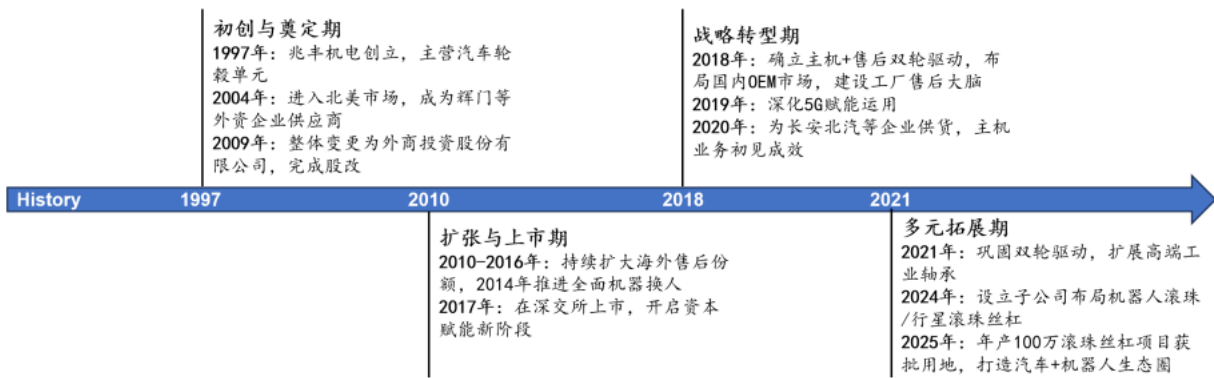 初创与奠定期
1997年：兆丰机电创立，主营汽车轮
毂单元
2004年：进入北美市场，成为辉门等
外资企业供应商
2009年：整体变更为外商投资股份有
限公司，完成股改
战略转型期
2018年：确立主机+售后双轮驱动，布
局国内OEM市场，建设工厂售后大脑
2019年：深化5G赋能运用
2020年：为长安北汽等企业供货，主机
业务初见成效
History 1997 2010 2018 2021
扩张与上市期
2010-2016年：持续扩大海外售后份
额，2014年推进全面机器换人
2017年：在深交所上市，开启资本
赋能新阶段
多元拓展期
2021年：巩固双轮驱动，扩展高端工
业轴承
2024年：设立子公司布局机器人滚珠
/行星滚珠丝杠
2025年：年产100万滚珠丝杠项目获
批用地，打造汽车+机器人生态圈